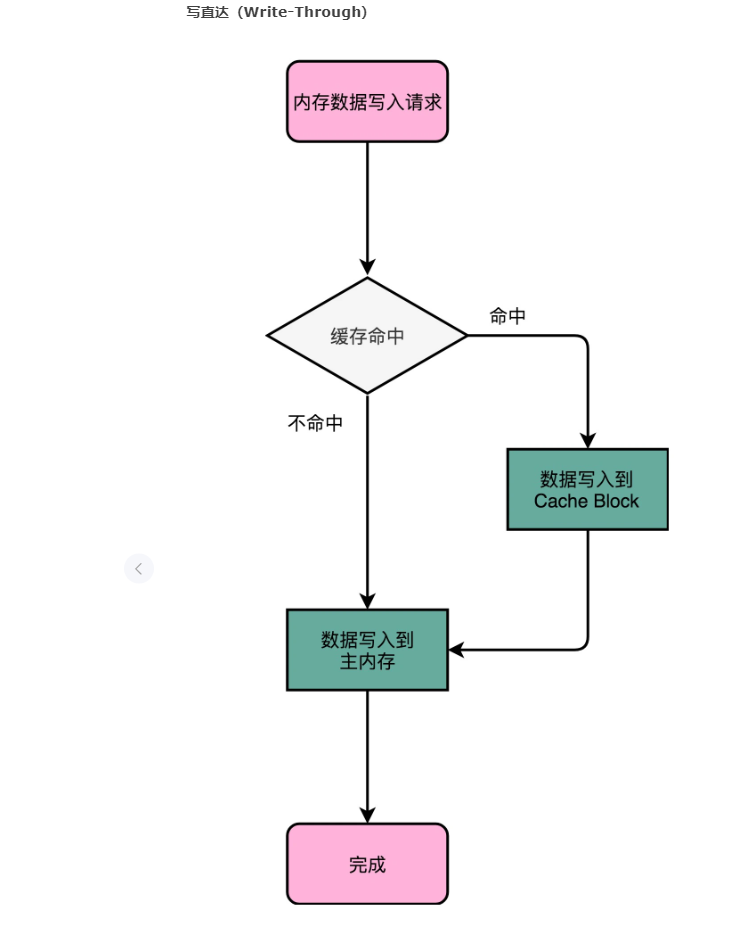 写直达（Write-Through）
内存数据写入请求
缓存命中
命中
不命中
数据写入到
Cache Block
数据写入到
主内存
完成